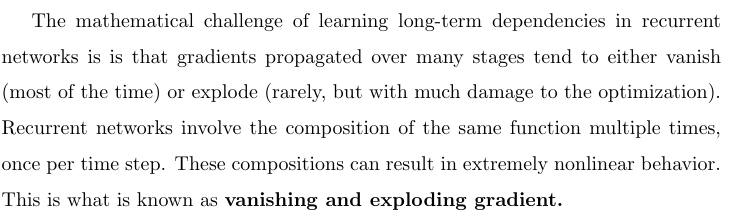 The mathematical challenge of learning long-term dependencies in recurrent
networks is is that gradients propagated over many stages tend to either vanish
(most of the time) or explode (rarely, but with much damage to the optimization).
Recurrent networks involve the composition of the same function multiple times,
once per time step. These compositions can result in extremely nonlinear behavior.
This is what is known as vanishing and exploding gradient.